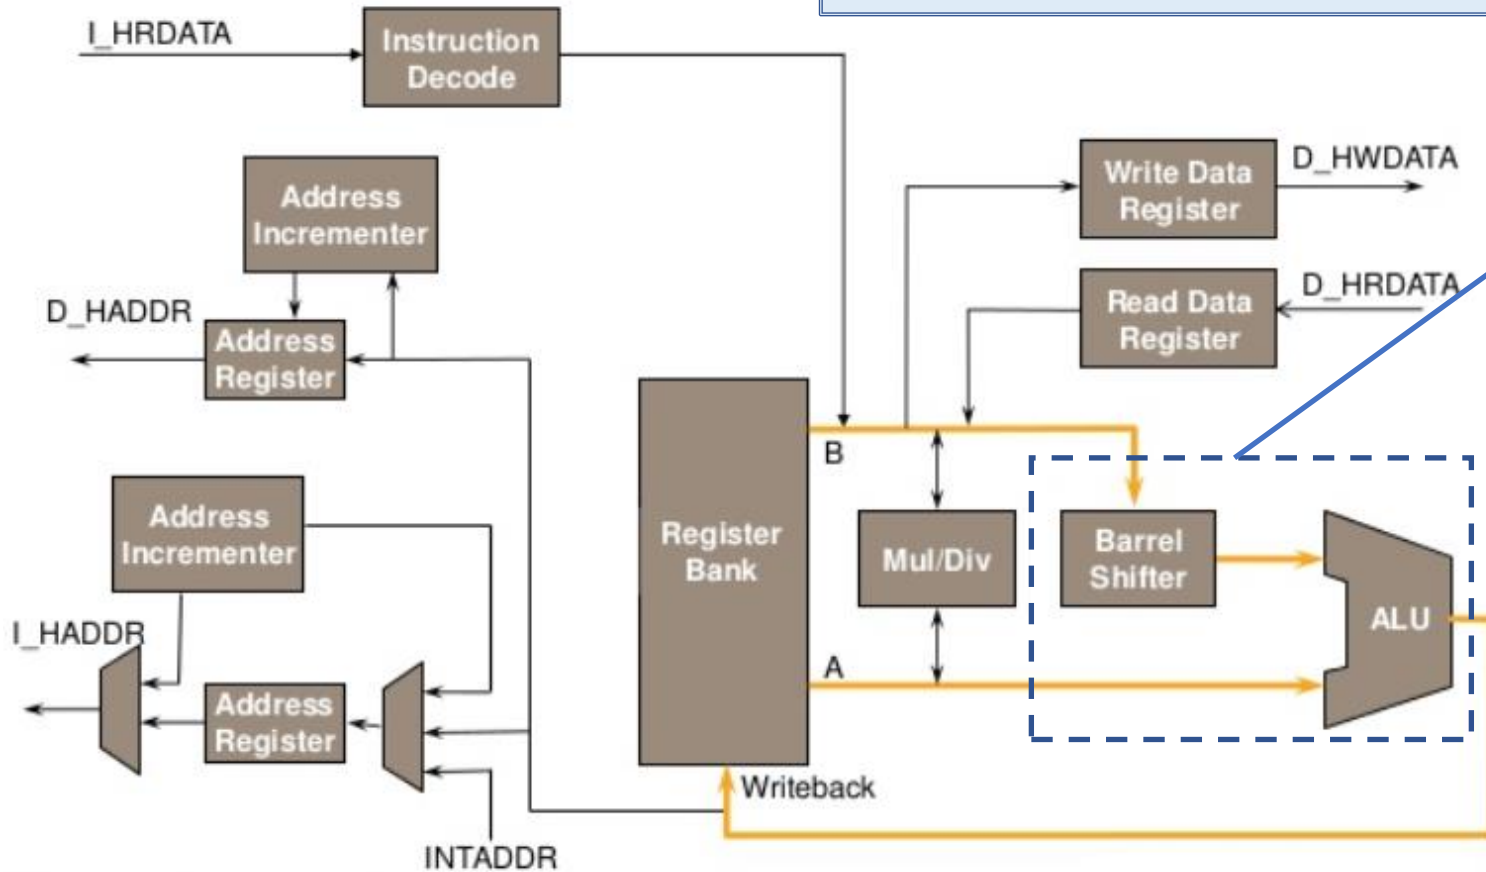 I_HRDATA
Instruction
Decode
Address
Incrementer
Write Data
Register
D_HWDATA
D_HADDR
Address
Register
Read Data
Register
D_HRDATA
B
Address
Incrementer
Register
Bank
Mul/Div
Barrel
Shifter
ALU
I_HADDR
Address
Register
A
Writeback
INTADDR